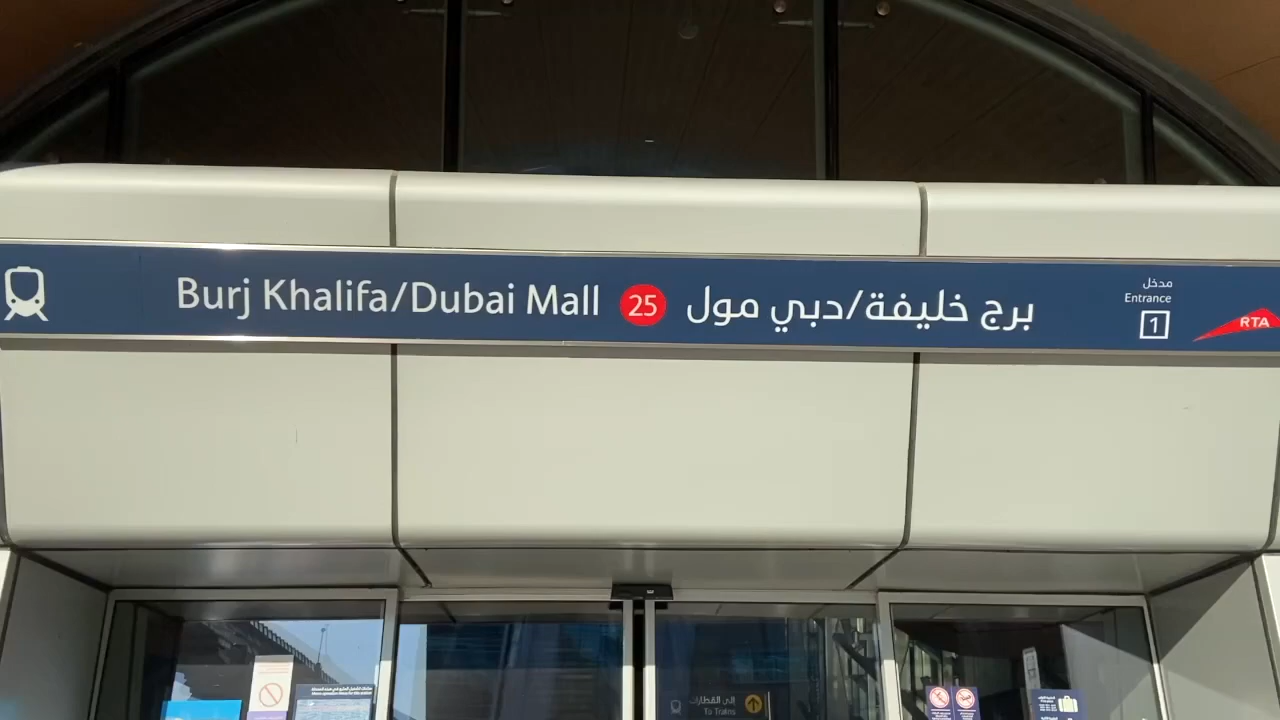 Burj Khalifa/Dubai Mall 25 برج خليفة/دبي مول
مدخل
Entrance
1
RTA
إلى القطارات
To Trains